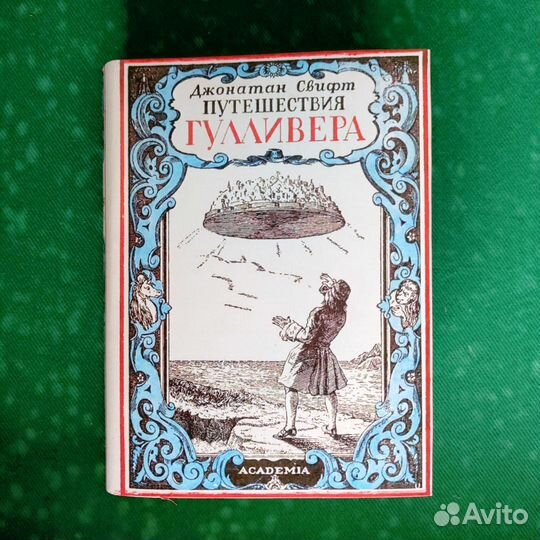 Джонатан Свифт
ПУТЕШЕСТВИЯ
ГУЛЛИВЕРА
ACADEMIA
Avito